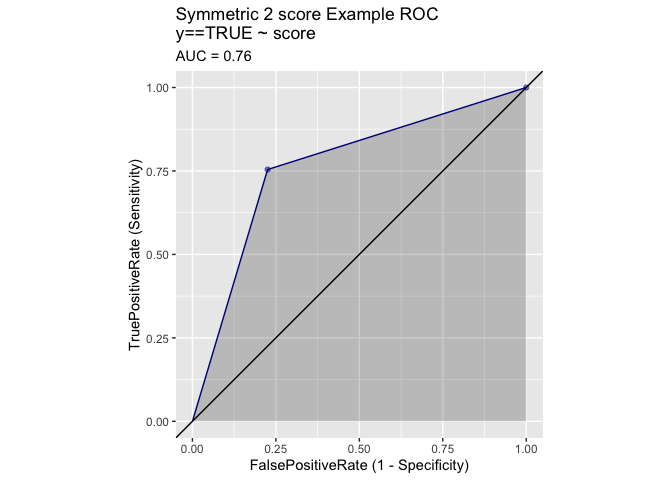 Symmetric 2 score Example ROC
y==TRUE ~ score
AUC = 0.76
1.00
0.75
0.50
0.25
0.00
TruePositiveRate (Sensitivity)
0.00 0.25 0.50 0.75 1.00
FalsePositiveRate (1 - Specificity)